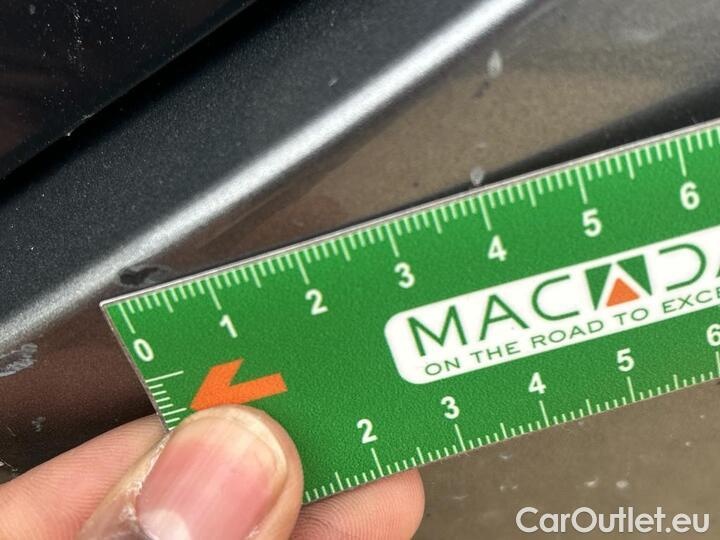 0 1 2 3 4 5 6
MACADA
ON THE ROAD TO EXCE
2 3 4 5 6
CarOutlet.eu